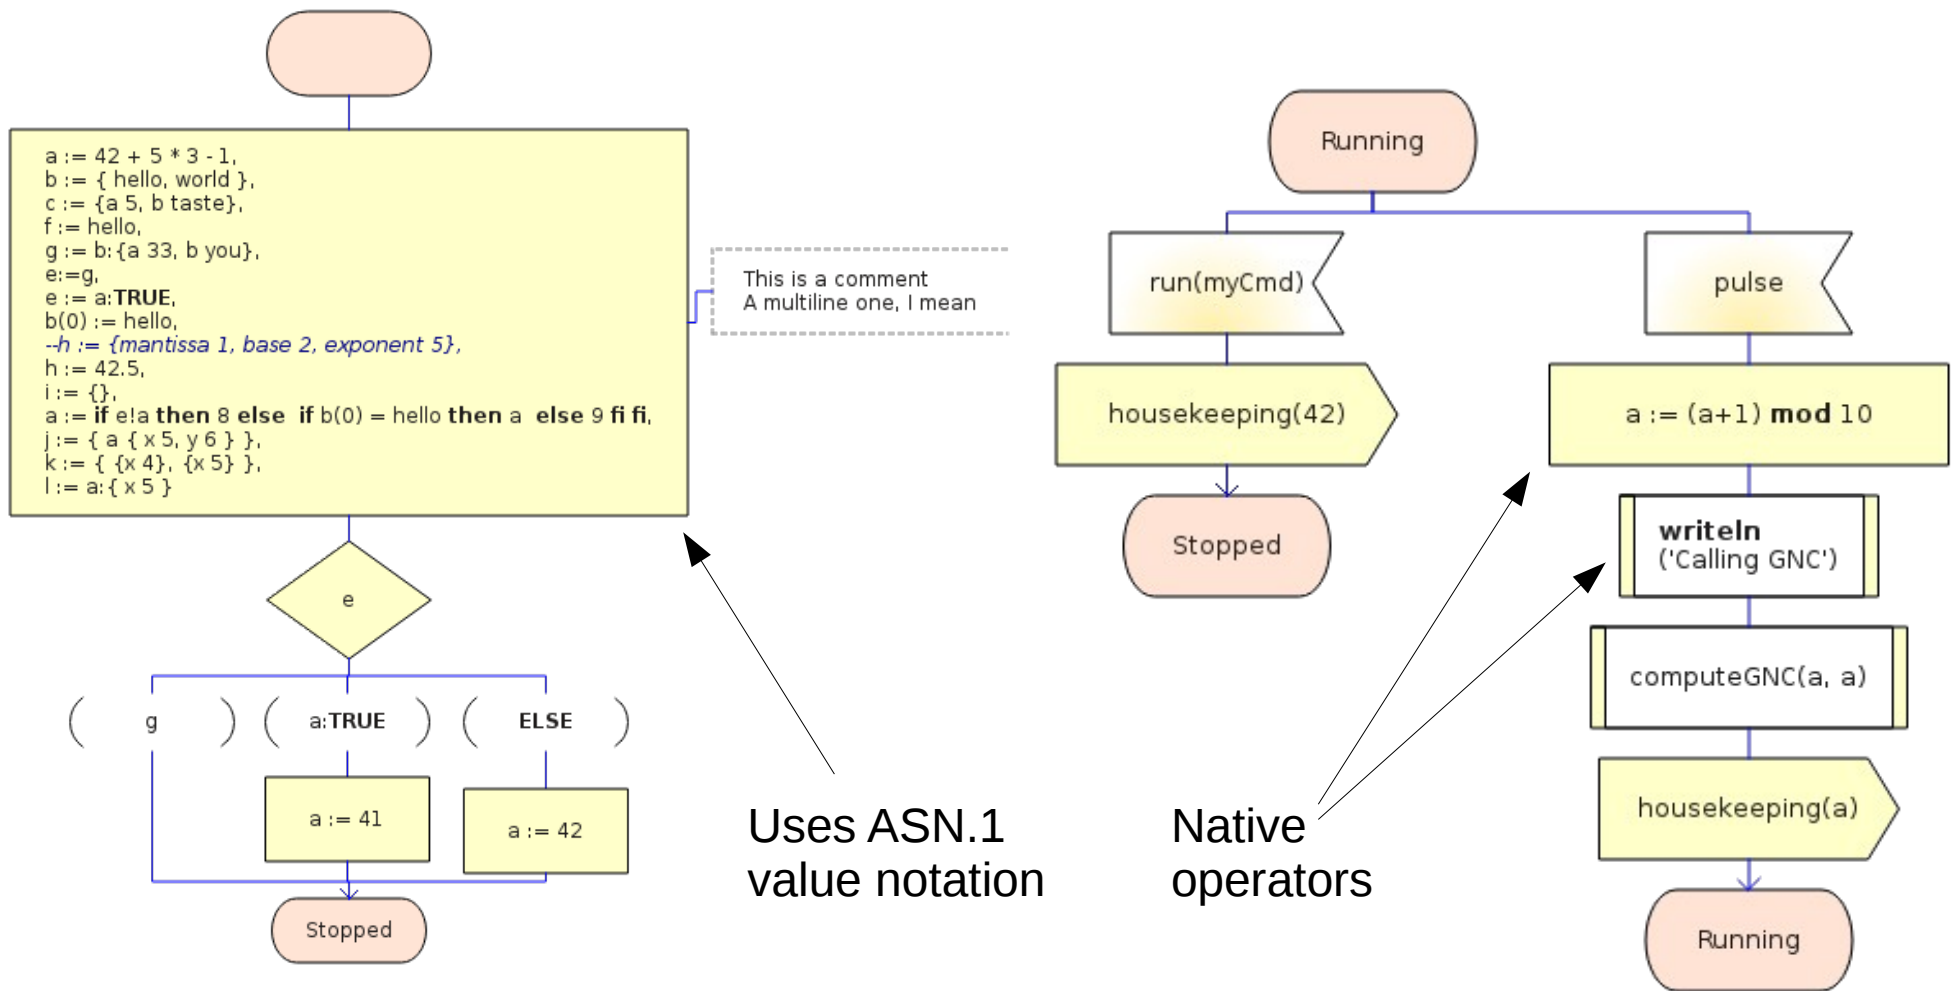 a := 42 + 5 * 3 - 1,
b := { hello, world },
c := {a 5, b taste},
f := hello,
g := b:{a 33, b you},
e:=g,
e := a:TRUE,
b(0) := hello,
--h := {mantissa 1, base 2, exponent 5},
h := 42.5,
i := {},
a := if e!a then 8 else if b(0) = hello then a else 9 fi fi,
j := { a { x 5, y 6 } },
k := { {x 4}, {x 5} },
l := a:{ x 5 }
This is a comment
A multiline one, I mean
e
g
a:TRUE
ELSE
a := 41
a := 42
Stopped
Uses ASN.1
value notation
Running
run(myCmd)
housekeeping(42)
Stopped
pulse
a := (a+1) mod 10
writeln
('Calling GNC')
computeGNC(a, a)
housekeeping(a)
Running
Native
operators